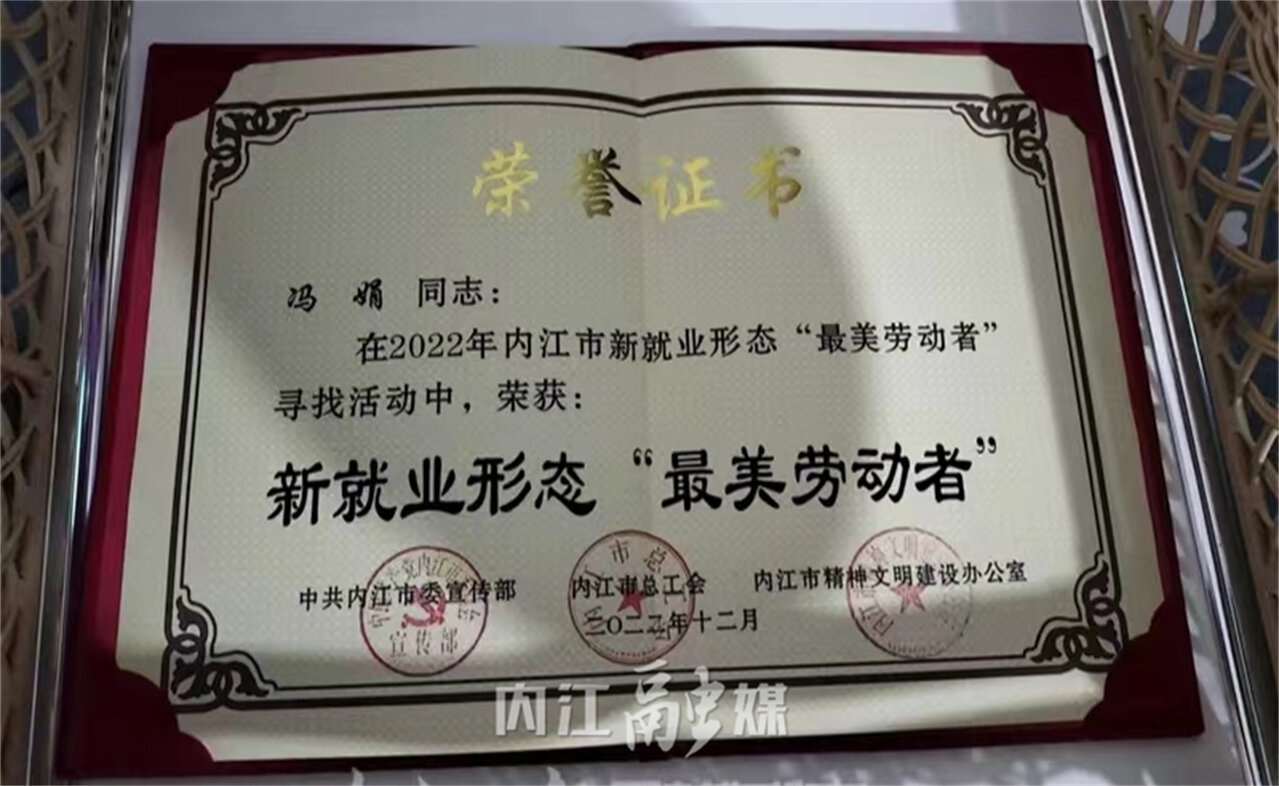 荣誉证书
冯 娟 同志：
在2022年内江市新就业形态“最美劳动者”
寻找活动中，荣获：
新就业形态“最美劳动者”
中共内江市委宣传部 内江市总工会 内江市精神文明建设办公室
二〇二二年十二月
宣传部
内江融媒